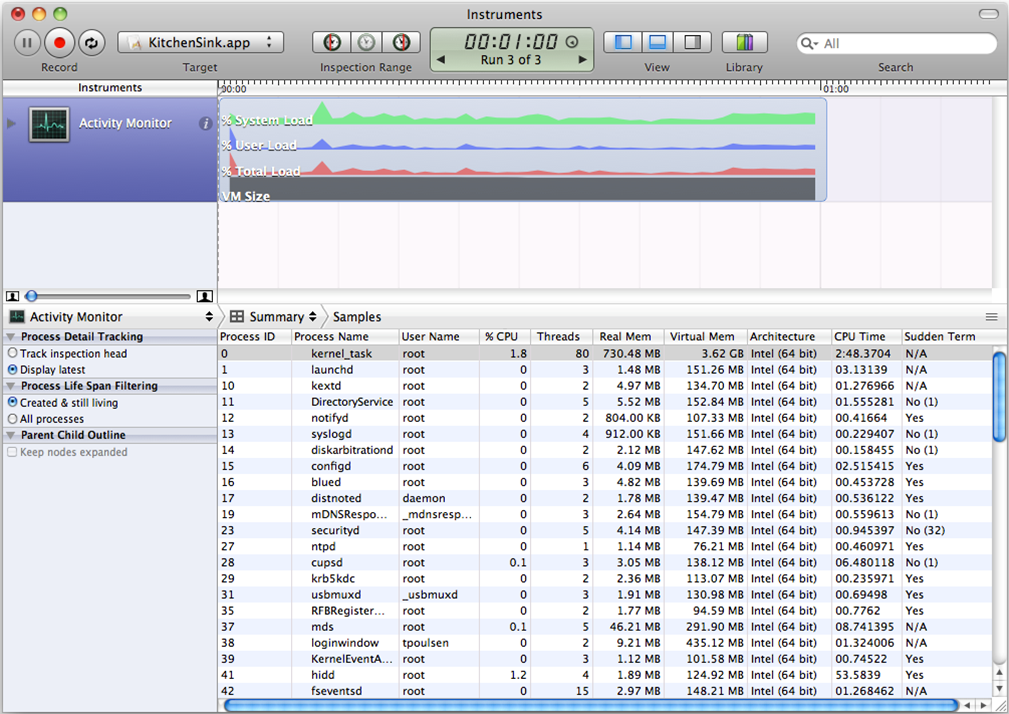 Instruments
KitchenSink.app
00:01:00
Run 3 of 3
All
Record Target Inspection Range View Library Search
Instruments 00:00 01:00
Activity Monitor
% System Load
% User Load
% Total Load
VM Size
Activity Monitor Summary Samples
Process Detail Tracking
Track inspection head
Display latest
Process Life Span Filtering
Created & still living
All processes
Parent Child Outline
Keep nodes expanded
Process ID Process Name User Name % CPU Threads Real Mem Virtual Mem Architecture CPU Time Sudden Term
0 kernel_task root 1.8 80 730.48 MB 3.62 GB Intel (64 bit) 2:48.3704 N/A
1 launchd root 0 3 1.48 MB 151.26 MB Intel (64 bit) 03.13139 N/A
10 kextd root 0 2 4.97 MB 134.70 MB Intel (64 bit) 01.276966 N/A
11 DirectoryService root 0 5 5.52 MB 152.84 MB Intel (64 bit) 01.555281 No (1)
12 notifyd root 0 2 804.00 KB 107.33 MB Intel (64 bit) 00.41664 Yes
13 syslogd root 0 4 912.00 KB 151.66 MB Intel (64 bit) 00.229407 No (1)
14 diskarbitrationd root 0 2 2.12 MB 147.62 MB Intel (64 bit) 00.158455 No (1)
15 configd root 0 6 4.09 MB 174.79 MB Intel (64 bit) 02.515415 Yes
16 blued root 0 3 4.82 MB 139.69 MB Intel (64 bit) 00.453728 Yes
17 distnoted daemon 0 2 1.78 MB 139.47 MB Intel (64 bit) 00.536122 Yes
19 mDNSRespo... _mdnsresp... 0 3 2.64 MB 154.79 MB Intel (64 bit) 00.559613 No (1)
23 securityd root 0 5 4.14 MB 147.39 MB Intel (64 bit) 00.945397 No (32)
27 ntpd root 0 1 1.14 MB 76.21 MB Intel (64 bit) 00.460971 Yes
28 cupsd root 0.1 3 3.05 MB 138.12 MB Intel (64 bit) 06.480118 No (1)
29 krb5kdc root 0 2 2.36 MB 113.07 MB Intel (64 bit) 00.235971 Yes
31 usbmuxd _usbmuxd 0 3 1.91 MB 130.98 MB Intel (64 bit) 00.69498 Yes
35 RFBRegister... root 0 2 1.77 MB 94.59 MB Intel (64 bit) 00.7762 Yes
37 mds root 0.1 5 46.21 MB 291.90 MB Intel (64 bit) 08.741395 N/A
38 loginwindow tpoulsen 0 2 9.21 MB 435.12 MB Intel (64 bit) 01.324006 N/A
39 KernelEventA... root 0 3 1.12 MB 101.58 MB Intel (64 bit) 00.74522 Yes
41 hidd root 1.2 4 1.64 MB 124.92 MB Intel (64 bit) 53.5839 Yes
42 fseventsd root 0 15 2.97 MB 148.21 MB Intel (64 bit) 01.268462 N/A